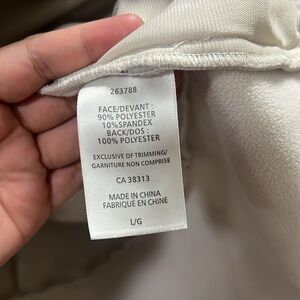 263788
FACE/DEVANT :
90% POLYESTER
10%SPANDEX
BACK/DOS :
100% POLYESTER
EXCLUSIVE OF TRIMMING/
GARNITURE NON COMPRISE
CA 38313
MADE IN CHINA
FABRIQUÉ EN CHINE
L/G